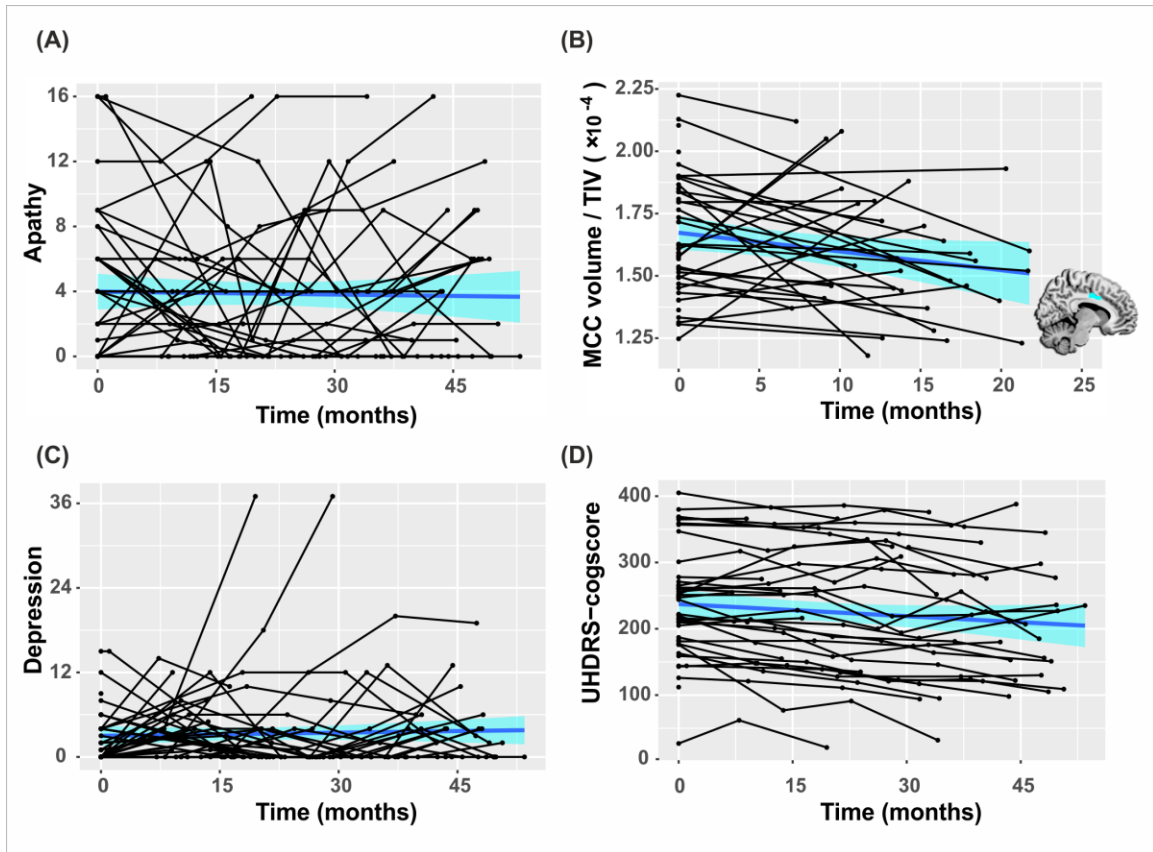 (A)
16
12
8
4
0
Apathy
0 15 30 45
Time (months)
(B)
2.25
2.00
1.75
1.50
1.25
MCC volume / TIV ( ×10 ⁻⁴ )
0 5 10 15 20 25
Time (months)
(C)
36
24
12
0
Depression
0 15 30 45
Time (months)
(D)
400
300
200
100
0
UHDRS−cogscore
0 15 30 45
Time (months)